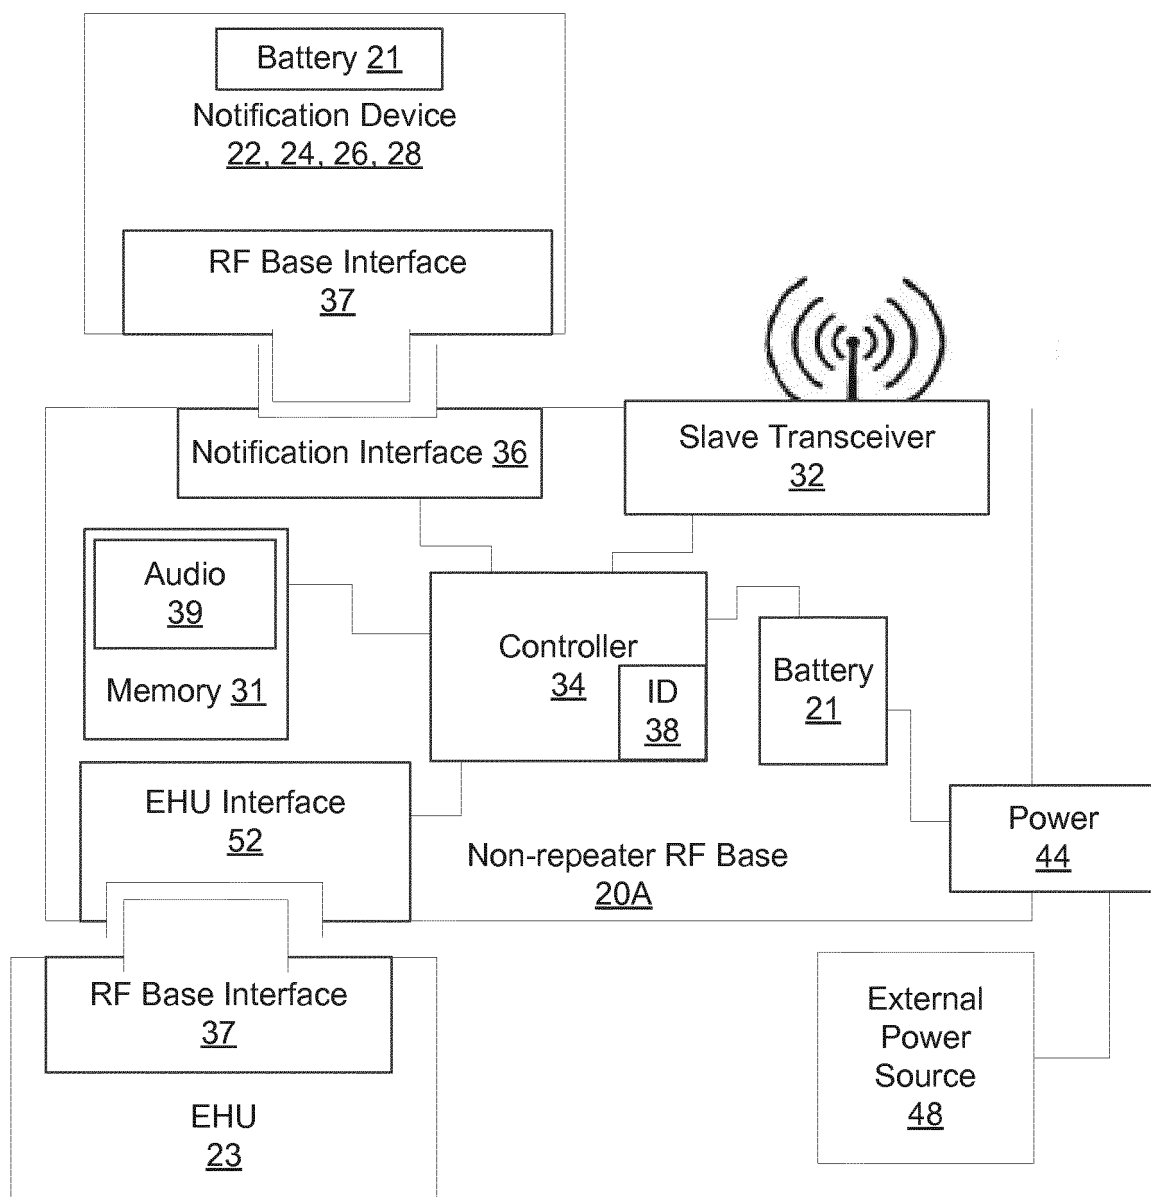 Battery 21
Notification Device
22, 24, 26, 28
RF Base Interface
37
Notification Interface 36
Slave Transceiver
32
Audio
39
Memory 31
Controller
34
ID
38
Battery
21
EHU Interface
52
Non-repeater RF Base
20A
Power
44
RF Base Interface
37
EHU
23
External
Power
Source
48